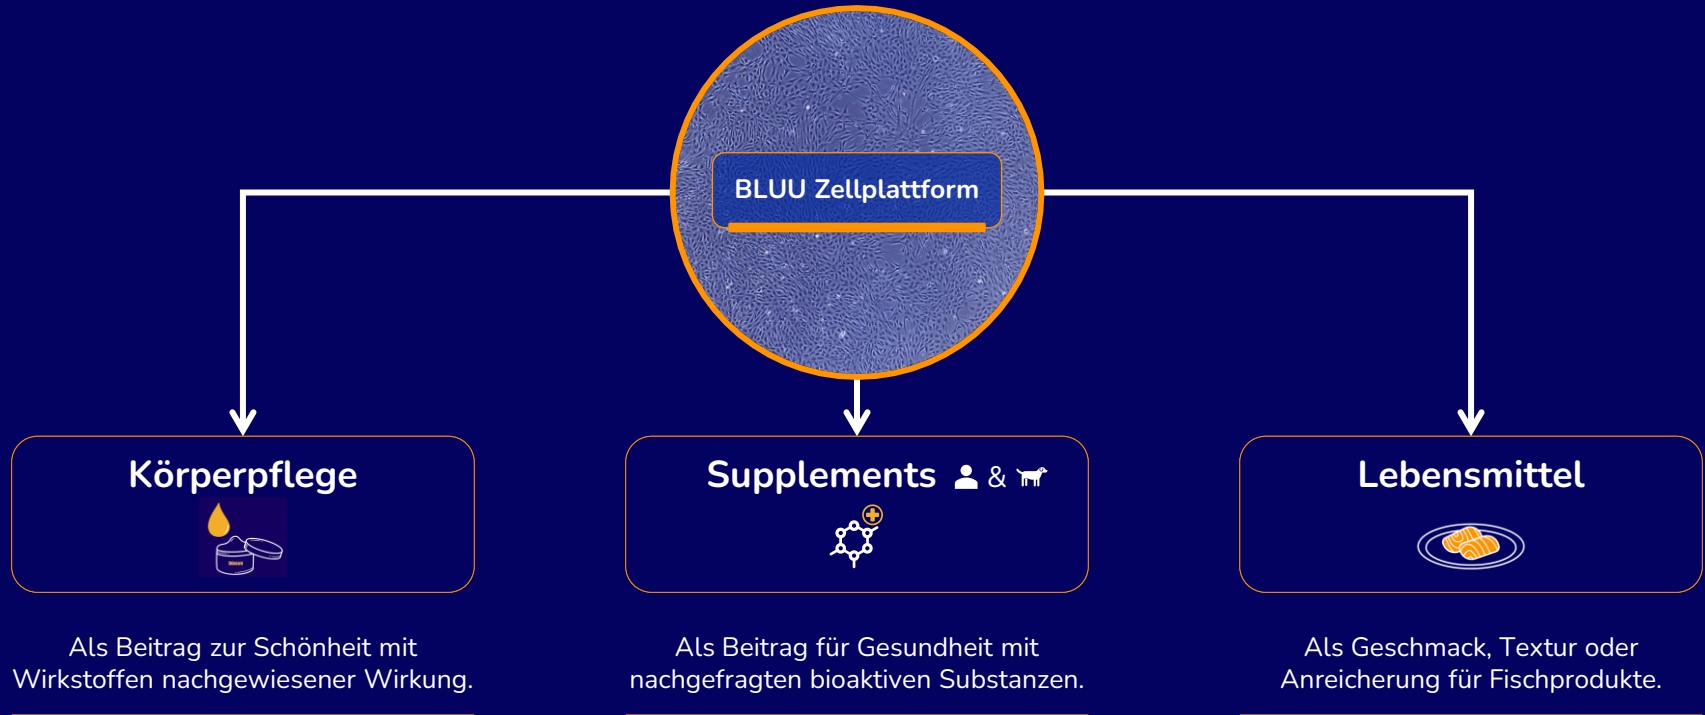 BLUU Zellplattform
Körperpflege
Supplements &
Lebensmittel
Als Beitrag zur Schönheit mit
Wirkstoffen nachgewiesener Wirkung.
Als Beitrag für Gesundheit mit
nachgefragten bioaktiven Substanzen.
Als Geschmack, Textur oder
Anreicherung für Fischprodukte.